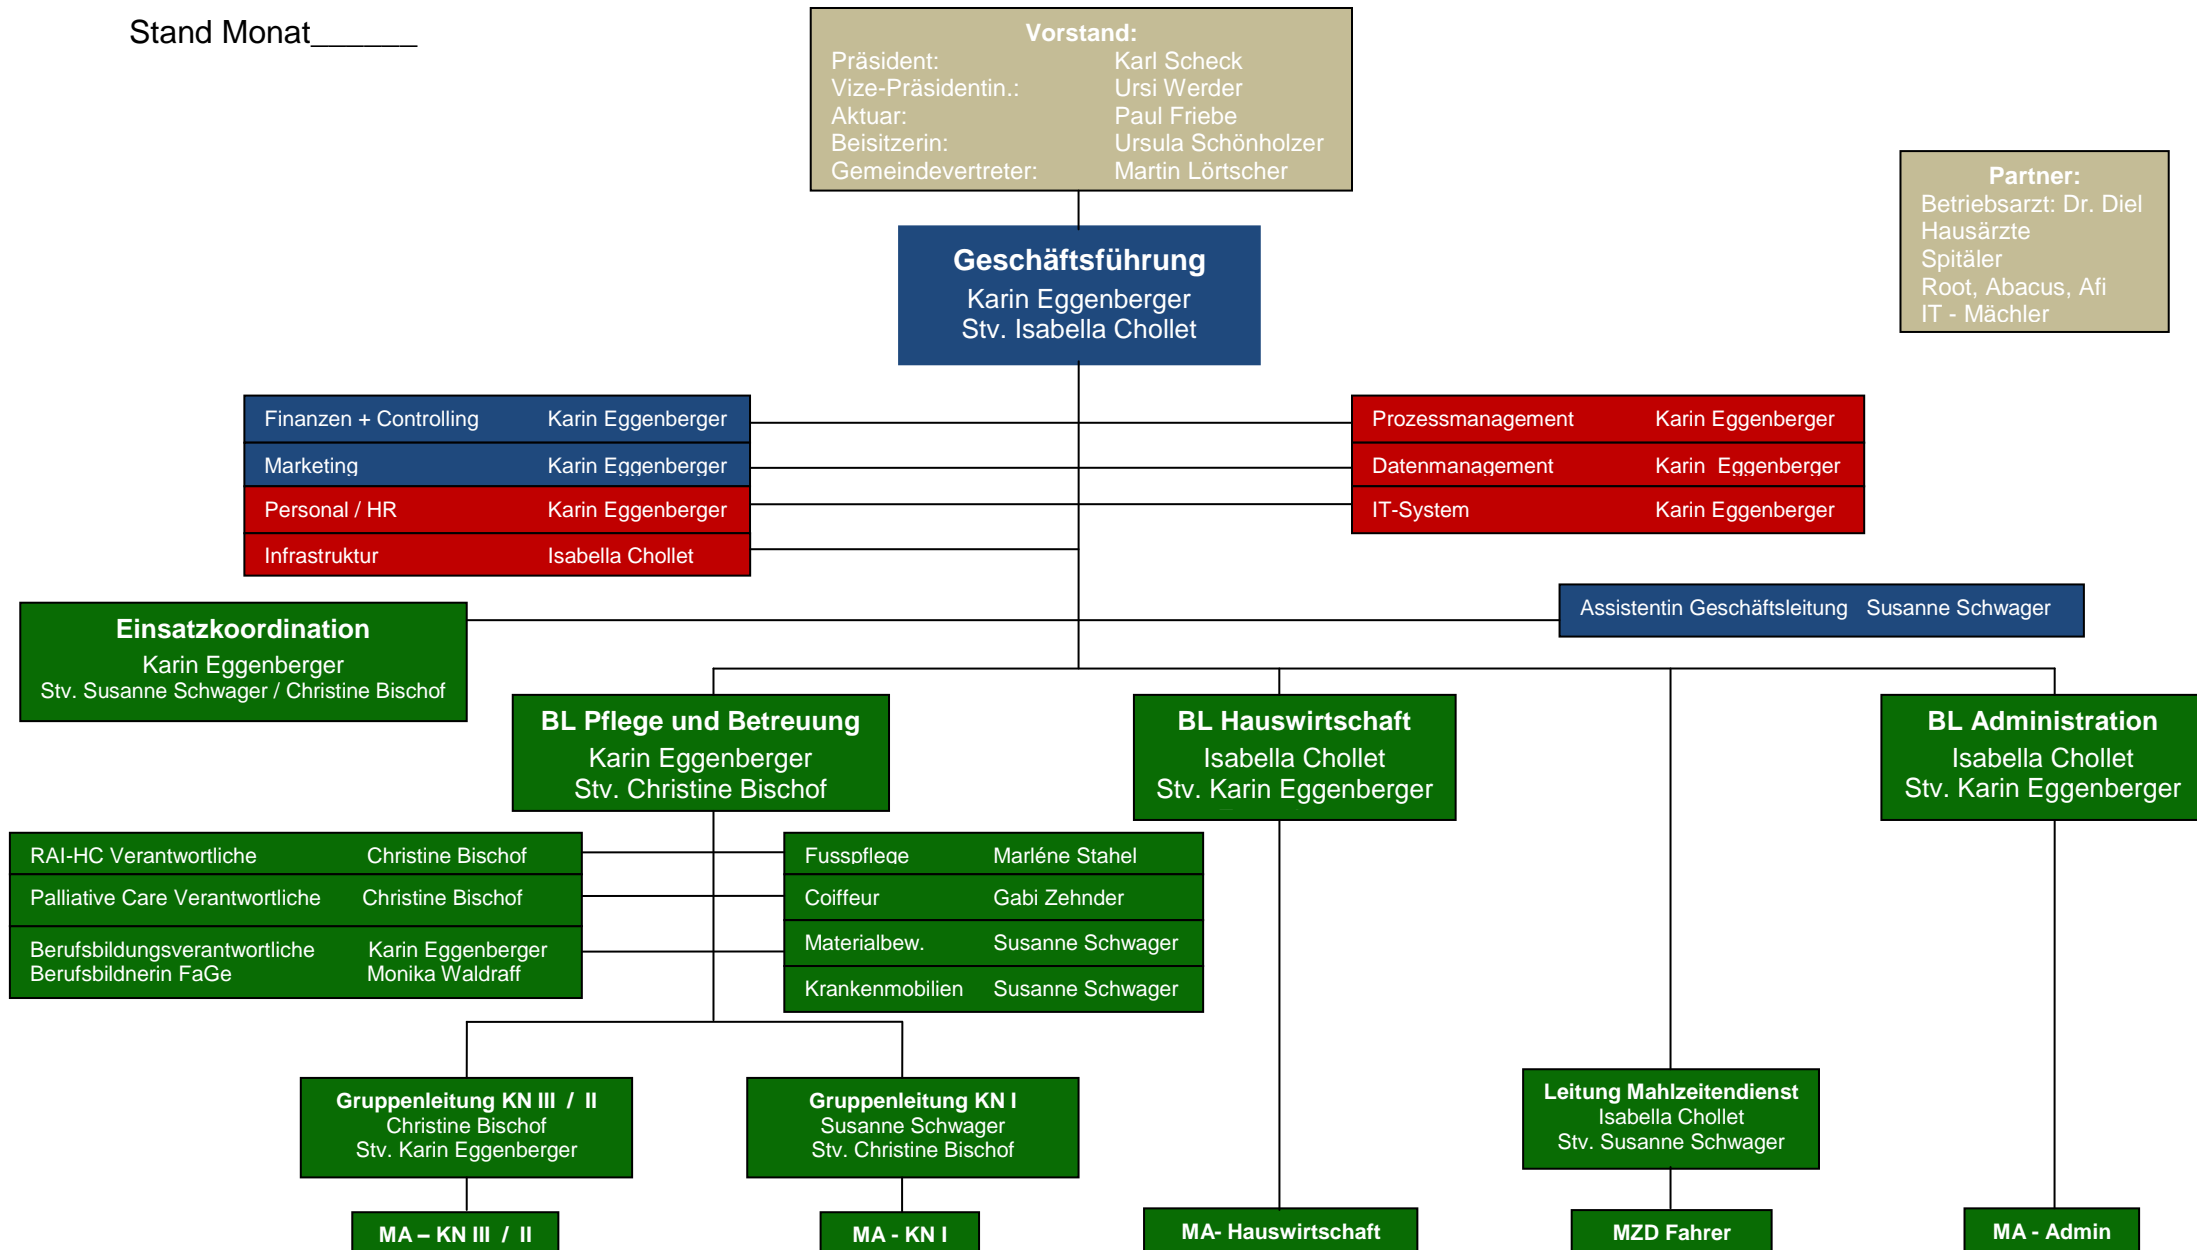 Stand Monat______
Vorstand:
Präsident: Karl Scheck
Vize-Präsidentin.: Ursi Werder
Aktuar: Paul Friebe
Beisitzerin: Ursula Schönholzer
Gemeindevertreter: Martin Lörtscher
Partner:
Betriebsarzt: Dr. Diel
Hausärzte
Spitäler
Root, Abacus, Afi
IT - Mächler
Geschäftsführung
Karin Eggenberger
Stv. Isabella Chollet
Finanzen + Controlling Karin Eggenberger
Marketing Karin Eggenberger
Personal / HR Karin Eggenberger
Infrastruktur Isabella Chollet
Prozessmanagement Karin Eggenberger
Datenmanagement Karin Eggenberger
IT-System Karin Eggenberger
Assistentin Geschäftsleitung Susanne Schwager
Einsatzkoordination
Karin Eggenberger
Stv. Susanne Schwager / Christine Bischof
BL Pflege und Betreuung
Karin Eggenberger
Stv. Christine Bischof
BL Hauswirtschaft
Isabella Chollet
Stv. Karin Eggenberger
BL Administration
Isabella Chollet
Stv. Karin Eggenberger
RAI-HC Verantwortliche Christine Bischof
Palliative Care Verantwortliche Christine Bischof
Berufsbildungsverantwortliche Karin Eggenberger
Berufsbildnerin FaGe Monika Waldraff
Fusspflege Marléne Stahel
Coiffeur Gabi Zehnder
Materialbew. Susanne Schwager
Krankenmobilien Susanne Schwager
Gruppenleitung KN III / II
Christine Bischof
Stv. Karin Eggenberger
Gruppenleitung KN I
Susanne Schwager
Stv. Christine Bischof
Leitung Mahlzeitendienst
Isabella Chollet
Stv. Susanne Schwager
MA – KN III / II
MA - KN I
MA- Hauswirtschaft
MZD Fahrer
MA - Admin